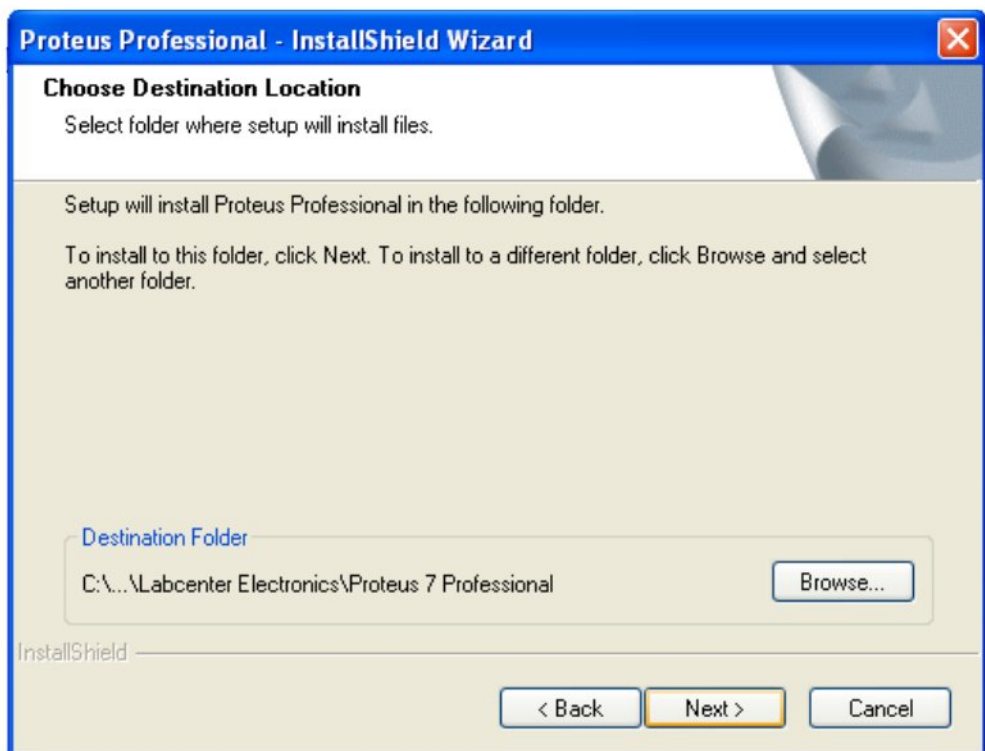 Proteus Professional - InstallShield Wizard
Choose Destination Location
Select folder where setup will install files.
Setup will install Proteus Professional in the following folder.
To install to this folder, click Next. To install to a different folder, click Browse and select
another folder.
Destination Folder
C:\...\Labcenter Electronics\Proteus 7 Professional
Browse...
InstallShield
< Back
Next >
Cancel